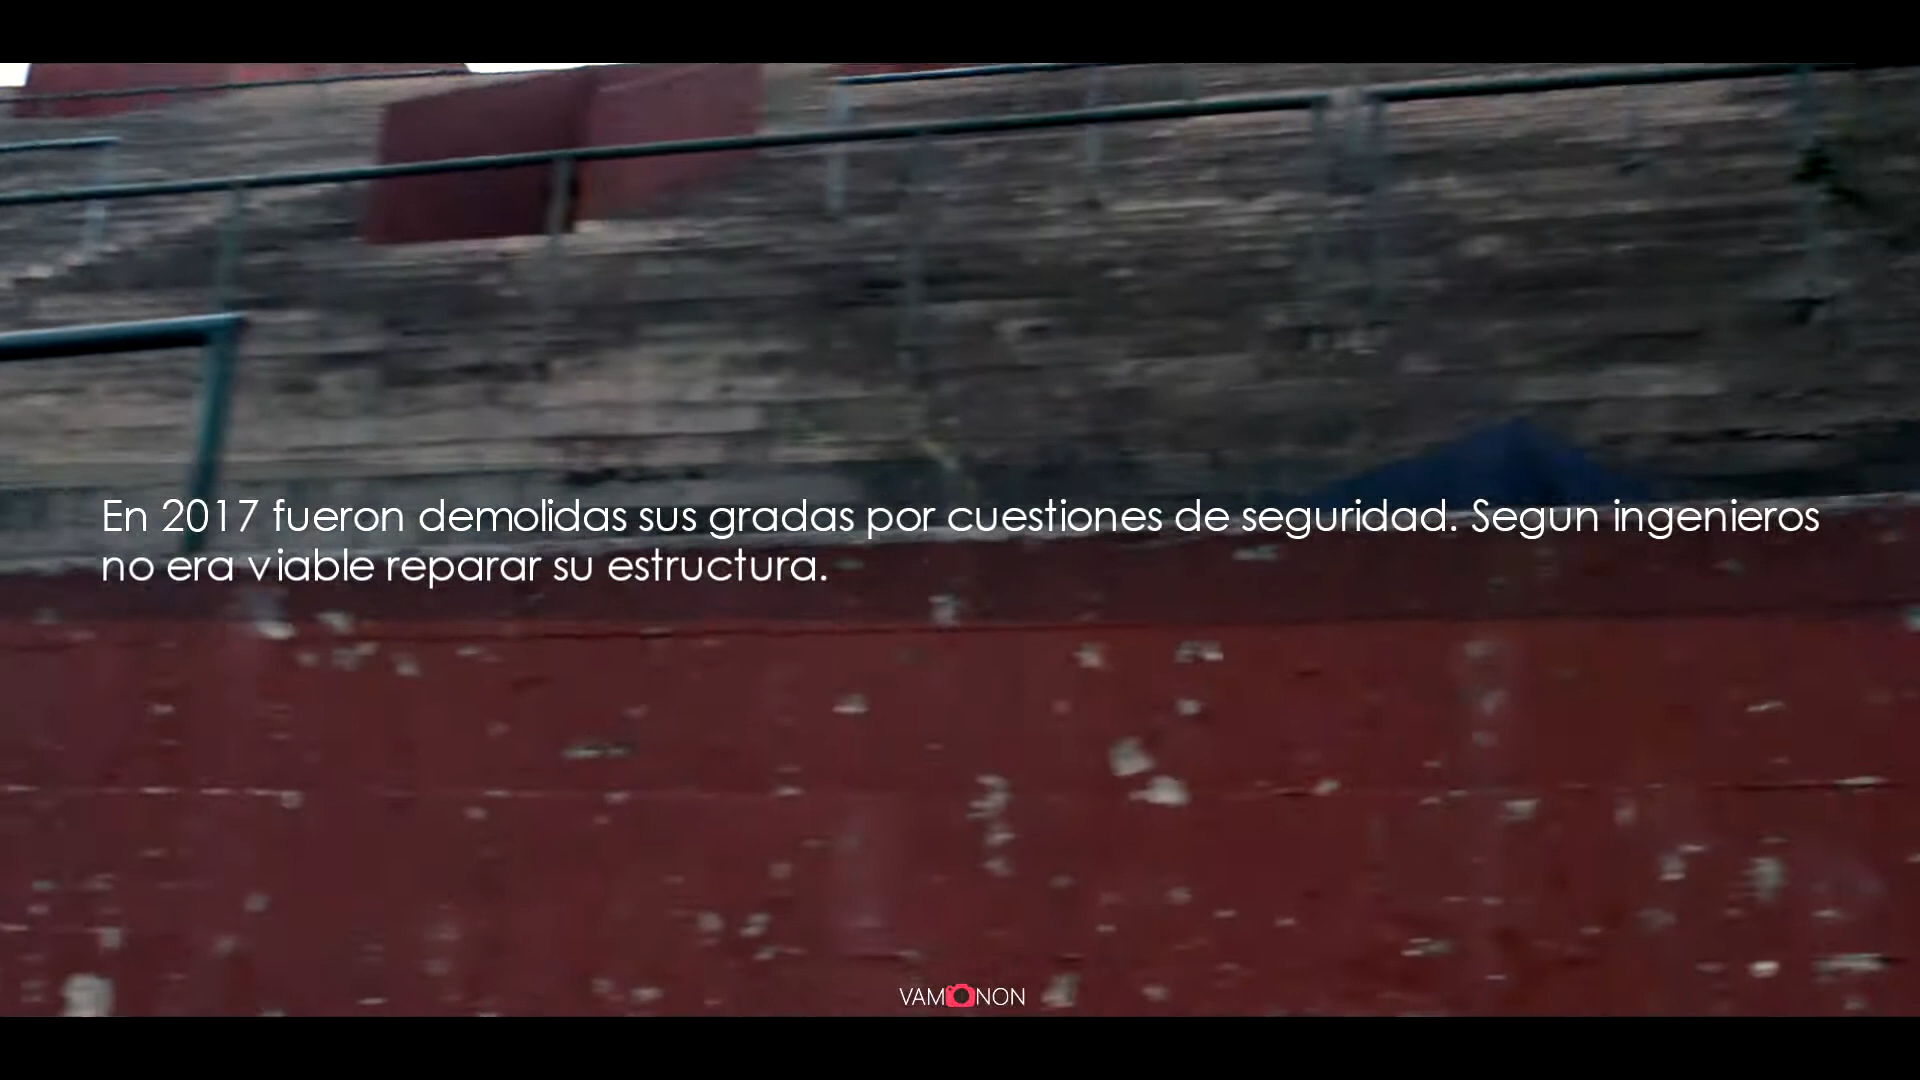 En 2017 fueron demolidas sus gradas por cuestiones de seguridad. Segun ingenieros
no era viable reparar su estructura.
VAMONON